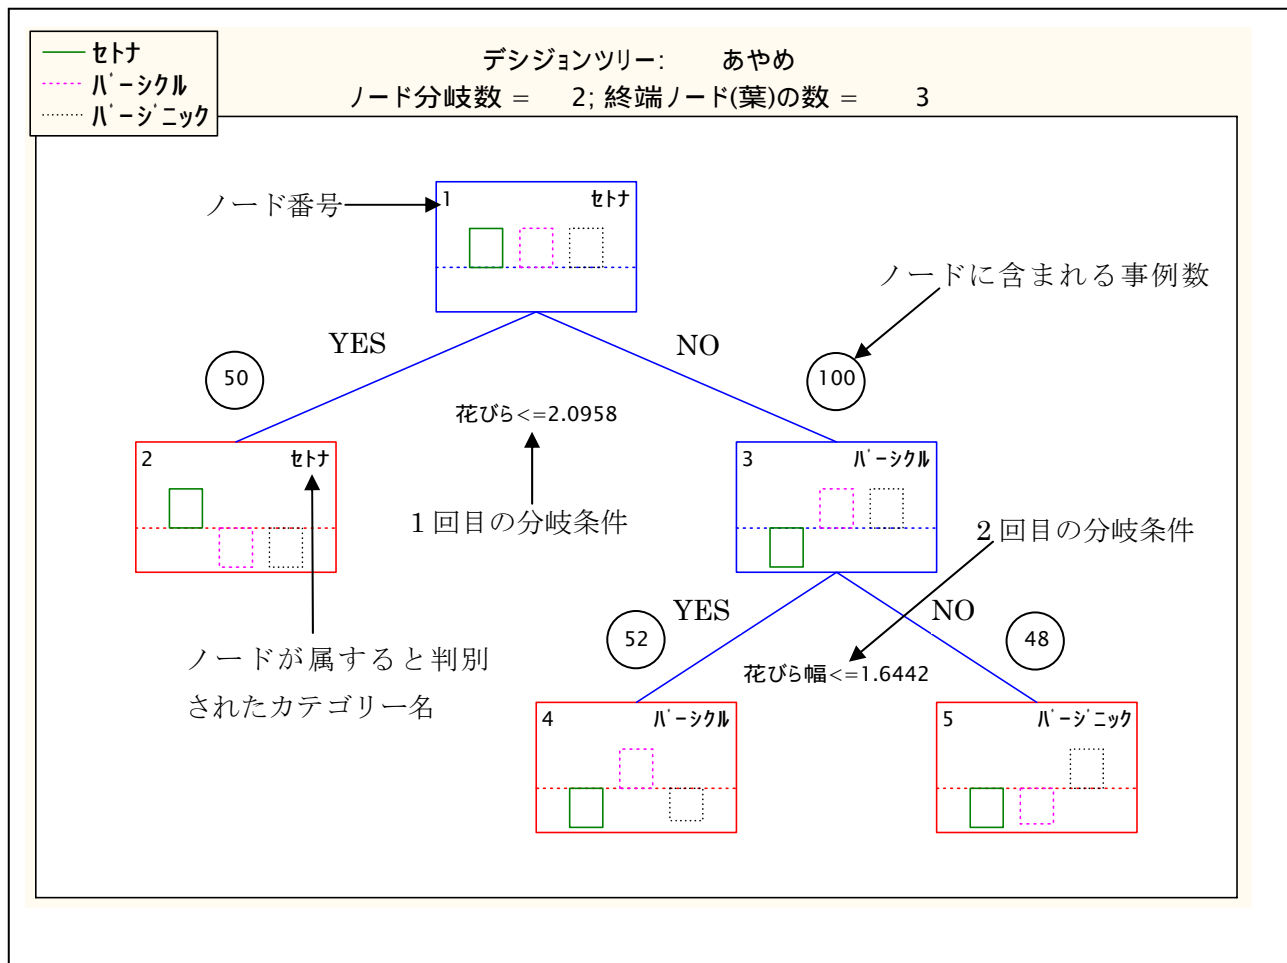 セトナ
バーシクル
バージニック
デシジョンツリー: あやめ
ノード分岐数 = 2; 終端ノード(葉)の数 = 3
ノード番号
1 セトナ
ノードに含まれる事例数
YES
NO
50
100
花びら<=2.0958
2 セトナ
3 バーシクル
1回目の分岐条件
2回目の分岐条件
YES
NO
52
48
ノードが属すると判別
されたカテゴリー名
花びら幅<=1.6442
4 バーシクル
5 バージニック